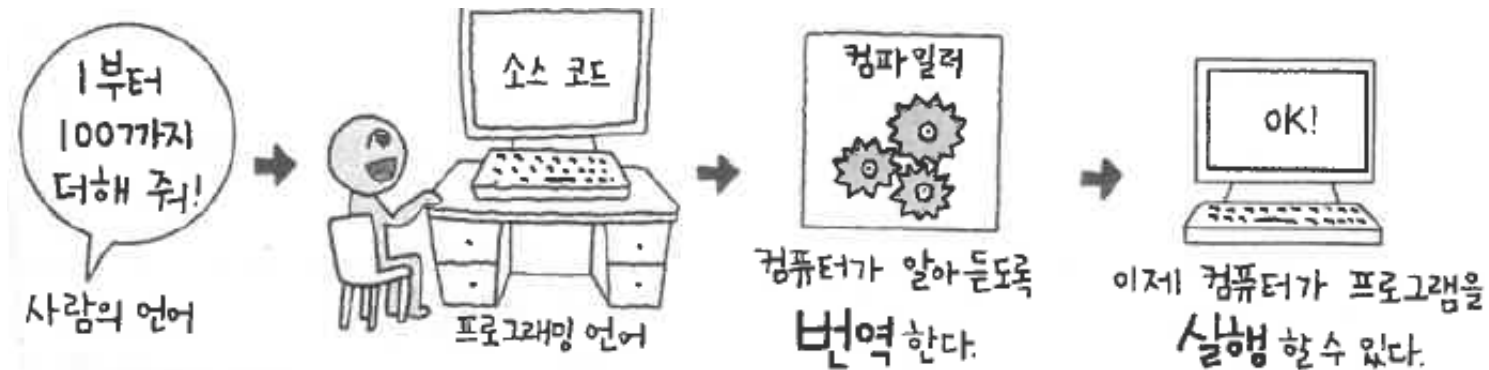 1부터
100까지
더해 줘!
사람의 언어
소스 코드
프로그래밍 언어
컴파일러
컴퓨터가 알아듣도록
번역한다.
OK!
이제 컴퓨터가 프로그램을
실행할 수 있다.